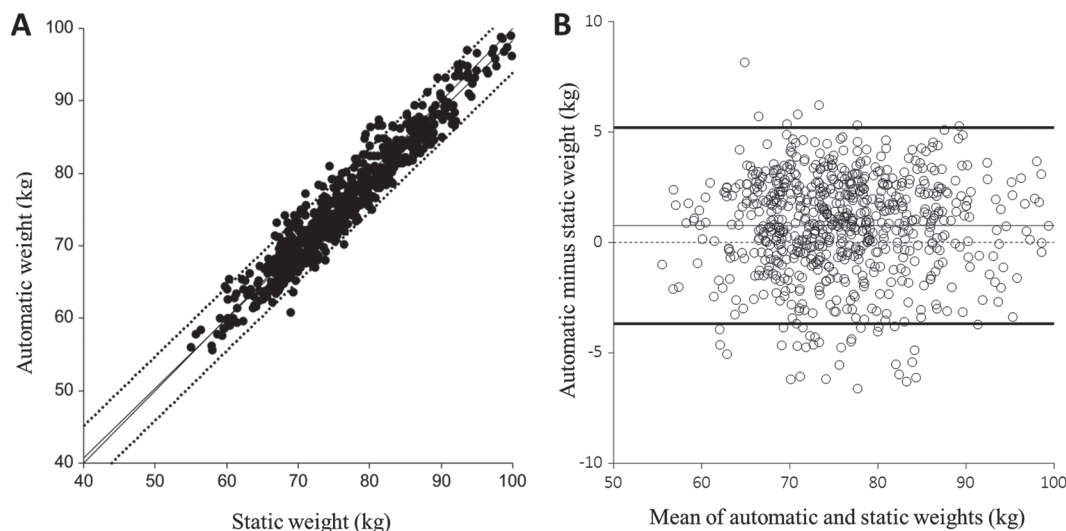 A
100
90
80
70
60
50
40
40 50 60 70 80 90 100
Automatic weight (kg)
Static weight (kg)
B
10
5
0
-5
-10
50 60 70 80 90 100
Automatic minus static weight (kg)
Mean of automatic and static weights (kg)